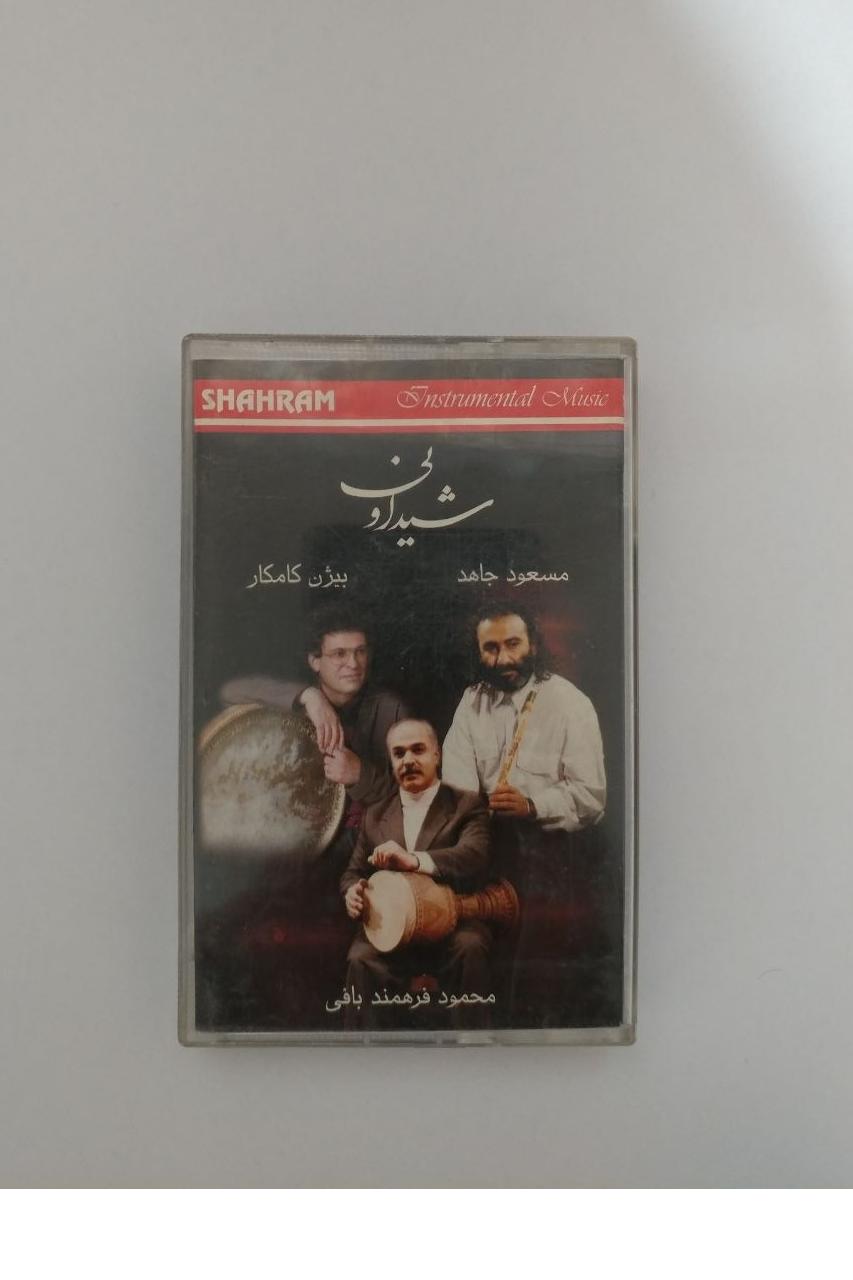 SHAHRAM Instrumental Music
شیدا و نی
مسعود جاهد بیژن کامکار
محمود فرهمند بافی